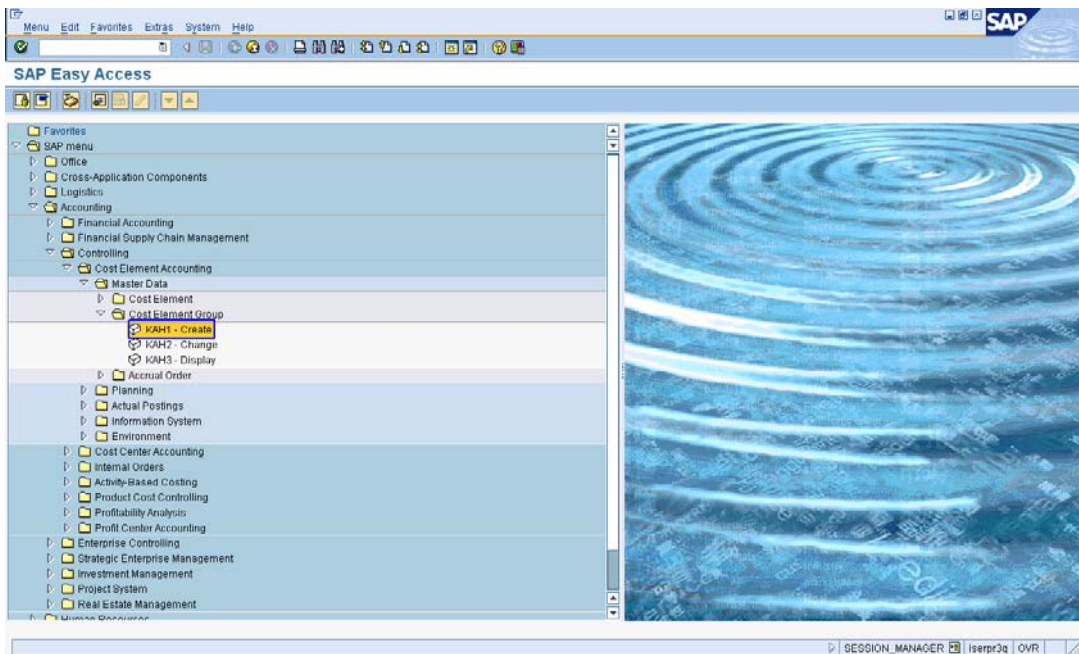 Menu Edit Favorites Extras System Help
SAP
SAP Easy Access
Favorites
SAP menu
Office
Cross-Application Components
Logistics
Accounting
Financial Accounting
Financial Supply Chain Management
Controlling
Cost Element Accounting
Master Data
Cost Element
Cost Element Group
KAH1 - Create
KAH2 - Change
KAH3 - Display
Accrual Order
Planning
Actual Postings
Information System
Environment
Cost Center Accounting
Internal Orders
Activity-Based Costing
Product Cost Controlling
Profitability Analysis
Profit Center Accounting
Enterprise Controlling
Strategic Enterprise Management
Investment Management
Project System
Real Estate Management
Human Resources
SESSION_MANAGER iserpr3q OVR